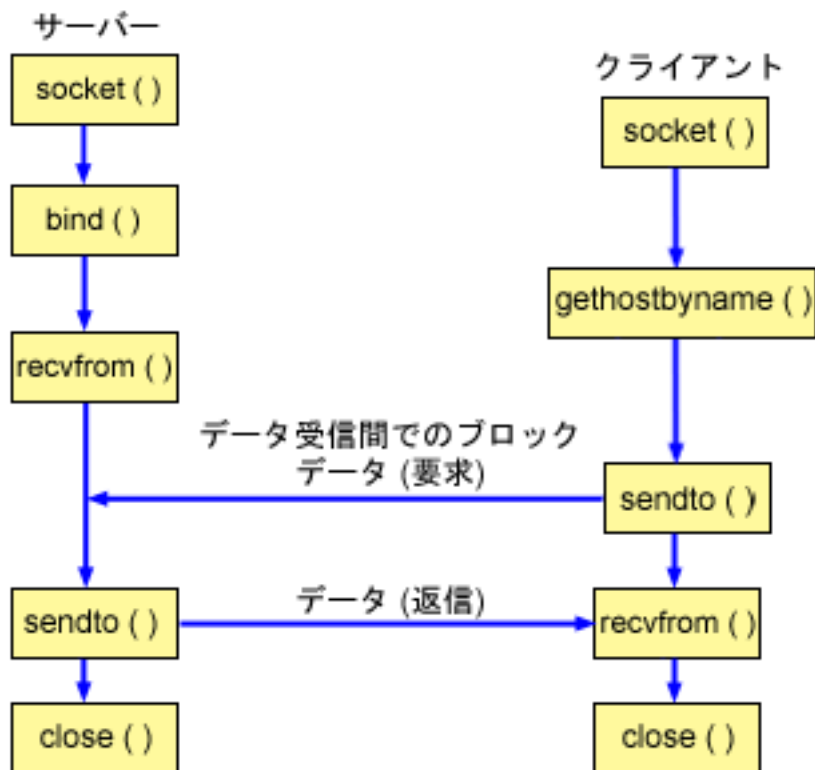 サーバー
socket ( )
bind ( )
recvfrom ( )
sendto ( )
close ( )
クライアント
socket ( )
gethostbyname ( )
sendto ( )
recvfrom ( )
close ( )
データ受信間でのブロック
データ (要求)
データ (返信)